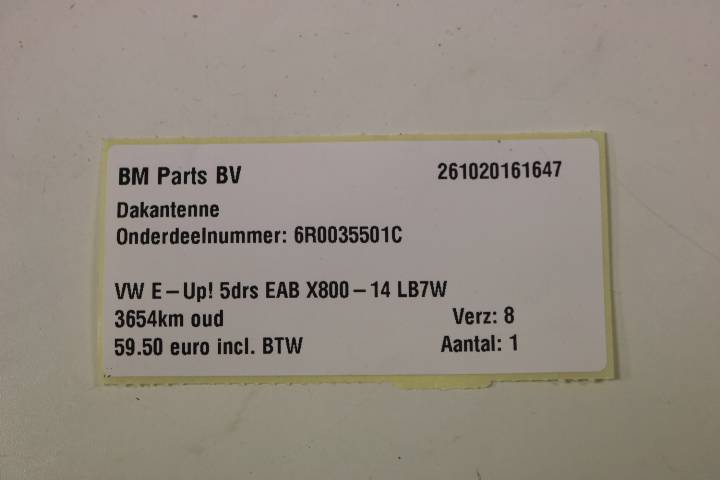 BM Parts BV 261020161647
Dakantenne
Onderdeelnummer: 6R0035501C
VW E-Up! 5drs EAB X800-14 LB7W
3654km oud Verz: 8
59.50 euro incl. BTW Aantal: 1